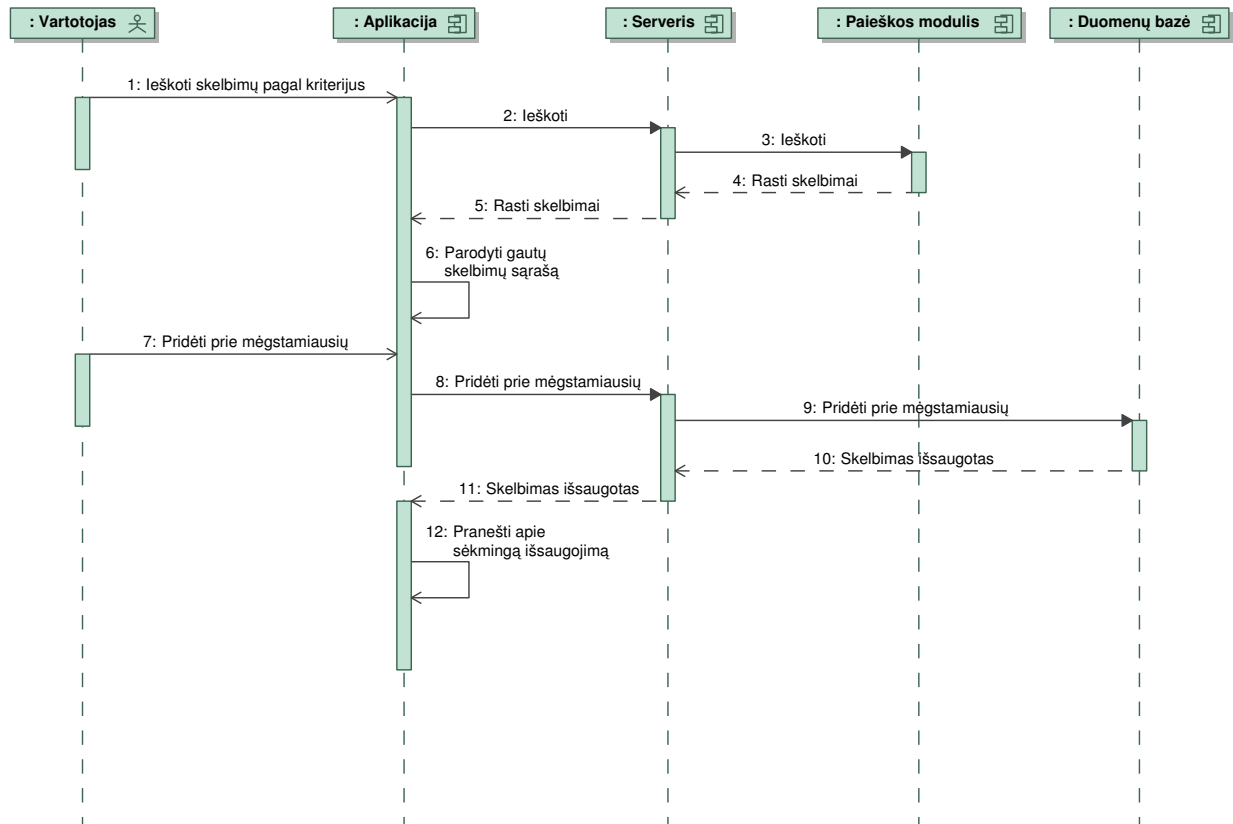 : Vartotojas
: Aplikacija
: Serveris
: Paieškos modulis
: Duomenų bazė
1: Ieškoti skelbimų pagal kriterijus
2: Ieškoti
3: Ieškoti
4: Rasti skelbimai
5: Rasti skelbimai
6: Parodyti gautų
skelbimų sąrašą
7: Pridėti prie mėgstamiausių
8: Pridėti prie mėgstamiausių
9: Pridėti prie mėgstamiausių
10: Skelbimas išsaugotas
11: Skelbimas išsaugotas
12: Pranešti apie
sėkmingą išsaugojimą